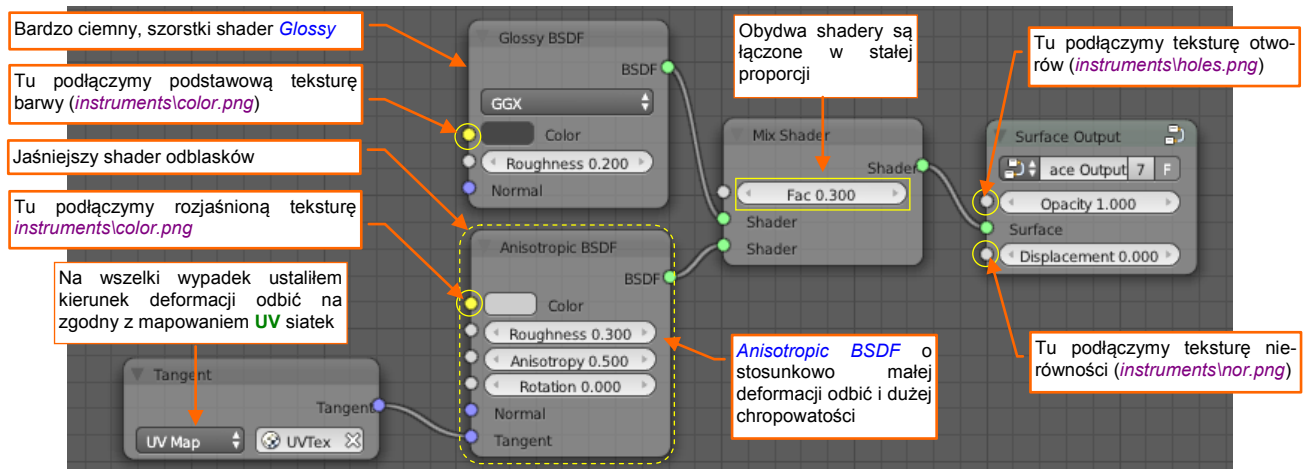 Bardzo ciemny, szorstki shader Glossy
Tu podłączymy podstawową teksturę
barwy (instruments\color.png)
Jaśniejszy shader odblasków
Tu podłączymy rozjaśnioną teksturę
instruments\color.png
Na wszelki wypadek ustaliłem
kierunek deformacji odbić na
zgodny z mapowaniem UV siatek
Tangent
Tangent
UV Map
UVTex
Glossy BSDF
BSDF
GGX
Color
Roughness 0.200
Normal
Anisotropic BSDF
BSDF
Color
Roughness 0.300
Anisotropy 0.500
Rotation 0.000
Normal
Tangent
Obydwa shadery są
łączone w stałej
proporcji
Mix Shader
Shader
Fac 0.300
Shader
Shader
Anisotropic BSDF o
stosunkowo małej
deformacji odbić i dużej
chropowatości
Tu podłączymy teksturę otwo-
rów (instruments\holes.png)
Surface Output
ace Output 7 F
Opacity 1.000
Surface
Displacement 0.000
Tu podłączymy teksturę nie-
równości (instruments\nor.png)